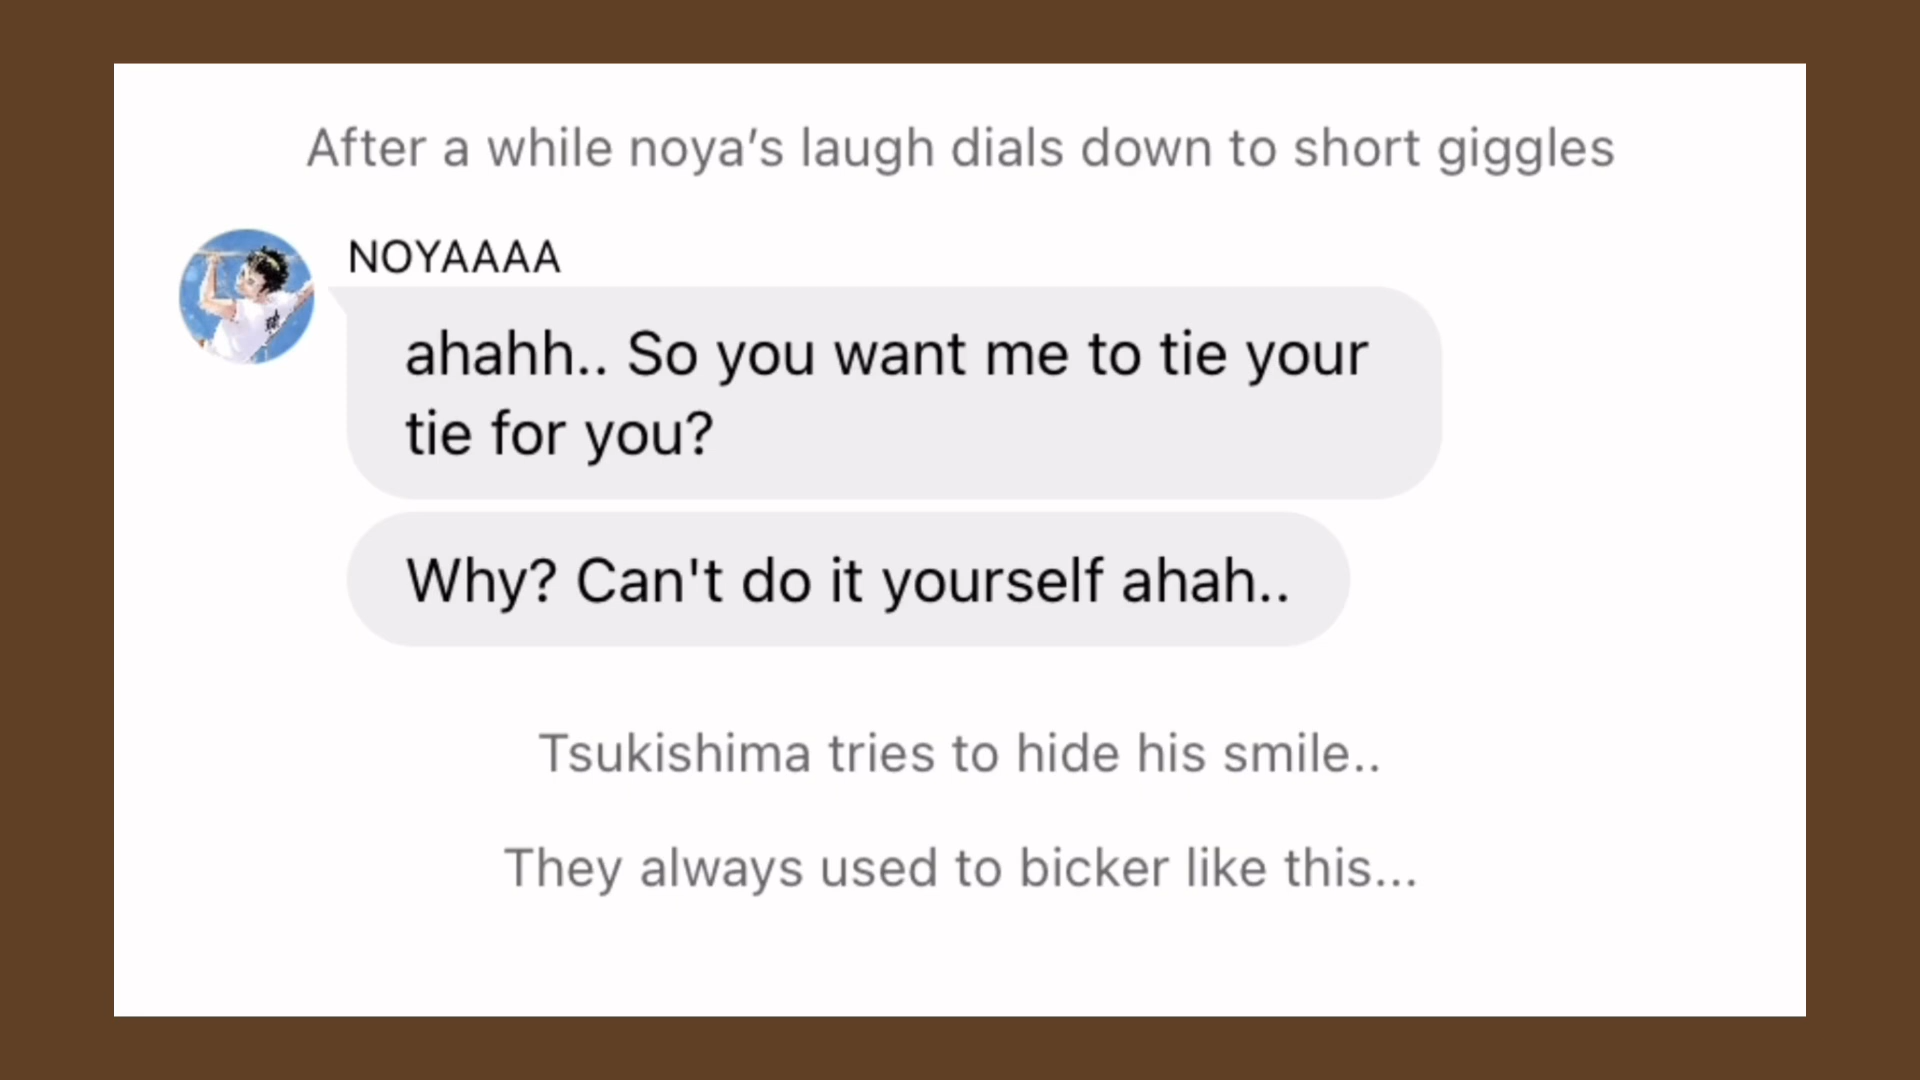 After a while noya’s laugh dials down to short giggles
NOYAAAA
ahahh.. So you want me to tie your
tie for you?
Why? Can't do it yourself ahah..
Tsukishima tries to hide his smile..
They always used to bicker like this...